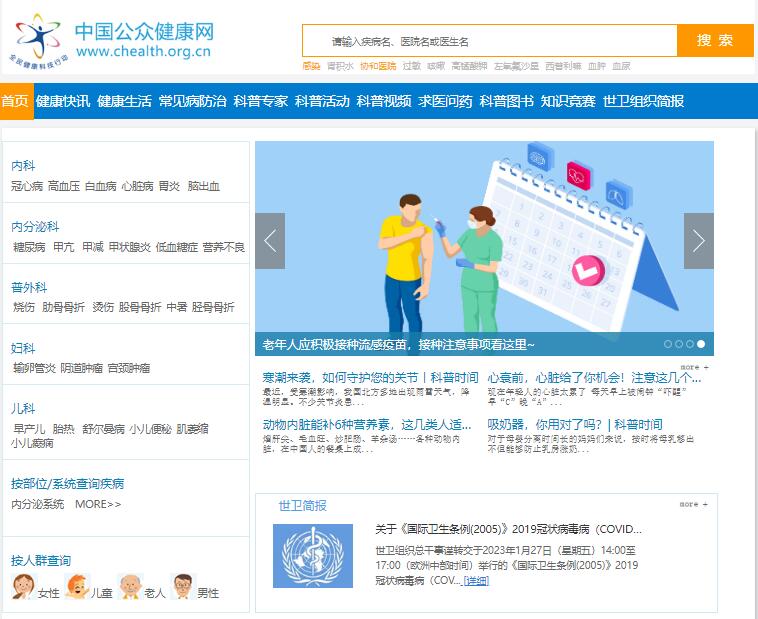 中国公众健康网
www.chealth.org.cn
全民健康科技行动
请输入疾病名、医院名或医生名
搜 索
感染 肾积水 协和医院 过敏 咳嗽 高锰酸钾 左氧氟沙星 西普利嘛 血肿 血尿
首页 健康快讯 健康生活 常见病防治 科普专家 科普活动 科普视频 求医问药 科普图书 知识竞赛 世卫组织简报
内科
冠心病 高血压 白血病 心脏病 胃炎 脑出血
内分泌科
糖尿病 甲亢 甲减 甲状腺炎 低血糖症 营养不良
普外科
烧伤 肋骨骨折 烫伤 股骨骨折 中暑 胫骨骨折
妇科
输卵管炎 阴道肿瘤 宫颈肿瘤
儿科
早产儿 胎热 舒尔曼病 小儿便秘 肌萎缩
小儿癫痫
按部位/系统查询疾病
内分泌系统 MORE>>
按人群查询
女性 儿童 老人 男性
老年人应积极接种流感疫苗，接种注意事项看这里~
more +
寒潮来袭，如何守护您的关节｜科普时间
最近，受寒潮影响，我国北方多地出现雨雪天气，降
温明显。不少关节炎患...
心衰前，心脏给了你机会！注意这几个...
现在年轻人的心脏太累了 每天早上被闹钟“吓醒”
早“C”晚“A”...
动物内脏能补6种营养素，这几类人适...
熘肝尖、毛血旺、炒腰肠、羊杂汤……各种动物内
脏，在中国人的餐桌上成...
吸奶器，你用对了吗？｜科普时间
对于母婴分离时间长的妈妈们来说，按时将母乳移出
不但能够防止乳房涨奶...
世卫简报
more +
关于《国际卫生条例(2005)》2019冠状病毒病（COVID...
世卫组织总干事谨转交于2023年1月27日（星期五）14:00至
17:00（欧洲中部时间）举行的《国际卫生条例(2005)》2019
冠状病毒病（COV... [详细]